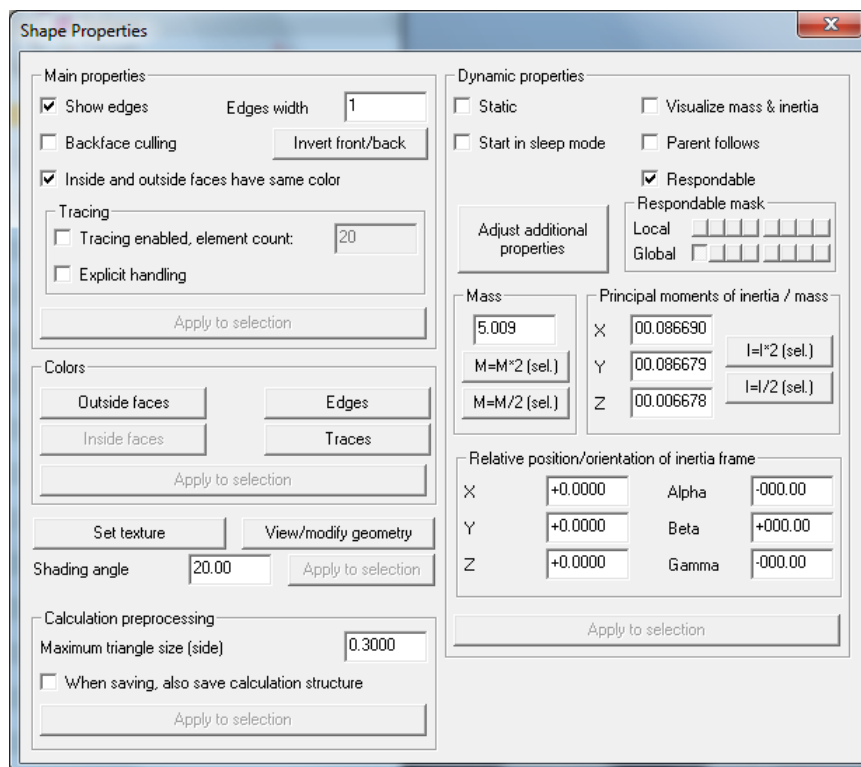 Shape Properties
Main properties
Show edges
Edges width
1
Backface culling
Invert front/back
Inside and outside faces have same color
Tracing
Tracing enabled, element count:
20
Explicit handling
Apply to selection
Colors
Outside faces
Edges
Inside faces
Traces
Apply to selection
Set texture
View/modify geometry
Shading angle
20.00
Apply to selection
Calculation preprocessing
Maximum triangle size (side)
0.3000
When saving, also save calculation structure
Apply to selection
Dynamic properties
Static
Visualize mass & inertia
Start in sleep mode
Parent follows
Respondable
Adjust additional
properties
Respondable mask
Local
Global
Mass
5.009
M=M*2 (sel.)
M=M/2 (sel.)
Principal moments of inertia / mass
X 00.086690
Y 00.086679
Z 00.006678
I=I*2 (sel.)
I=I/2 (sel.)
Relative position/orientation of inertia frame
X +0.0000 Alpha -000.00
Y +0.0000 Beta +000.00
Z +0.0000 Gamma -000.00
Apply to selection